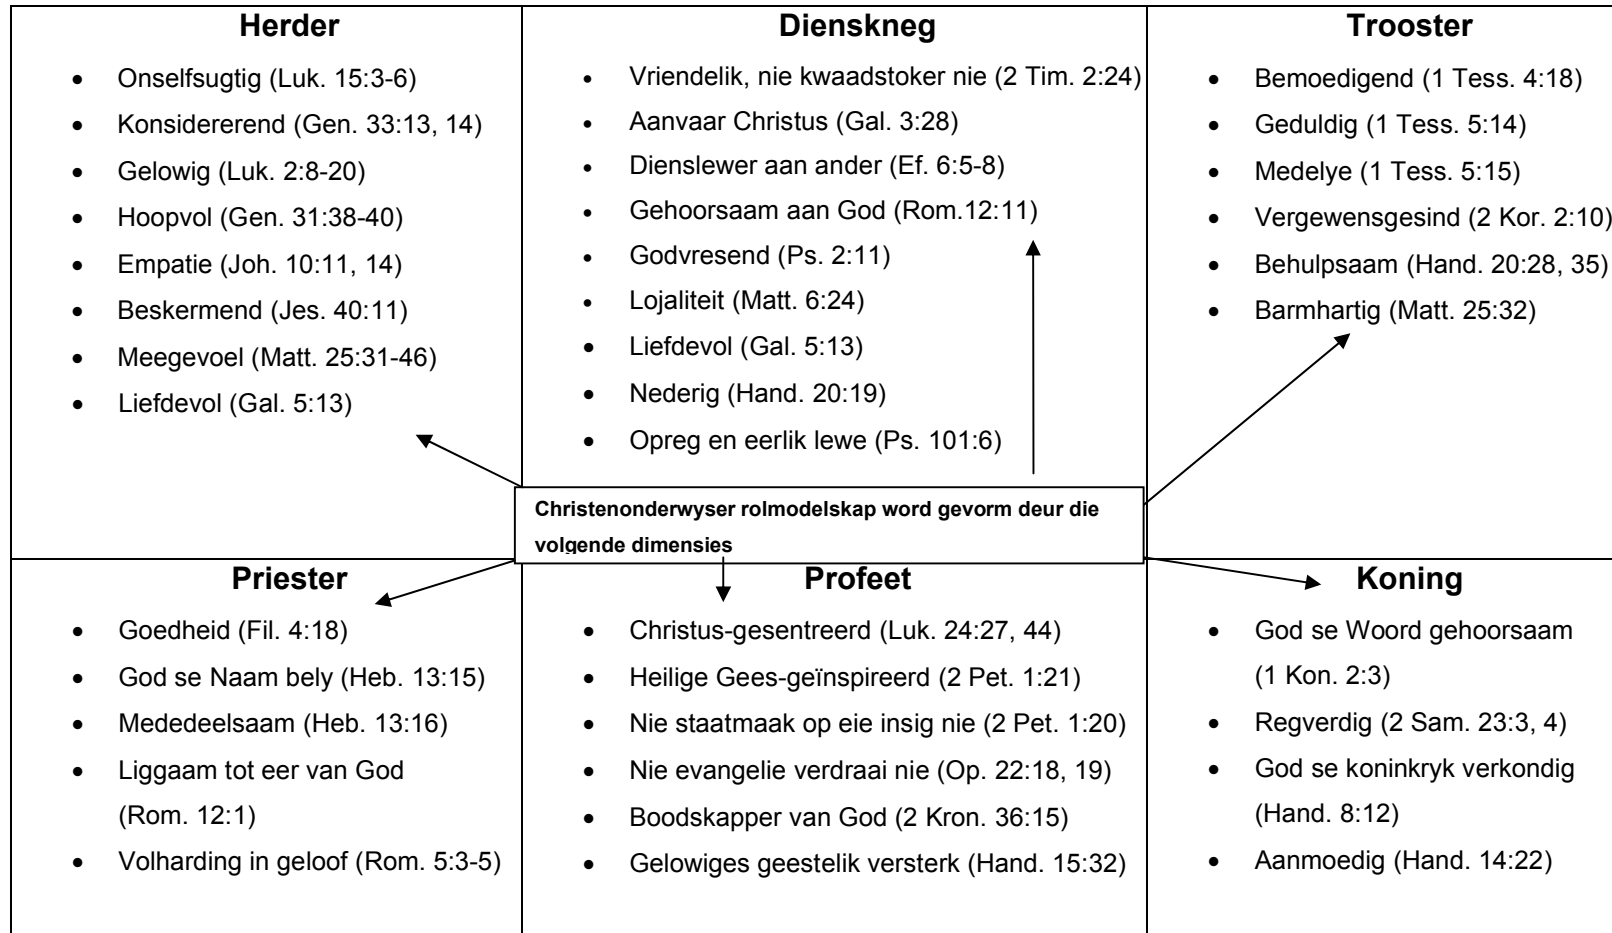 Herder
• Onselfsugtig (Luk. 15:3-6)
• Konsidererend (Gen. 33:13, 14)
• Gelowig (Luk. 2:8-20)
• Hoopvol (Gen. 31:38-40)
• Empatie (Joh. 10:11, 14)
• Beskermend (Jes. 40:11)
• Meegevoel (Matt. 25:31-46)
• Liefdevol (Gal. 5:13)
Dienskneg
• Vriendelik, nie kwaadstoker nie (2 Tim. 2:24)
• Aanvaar Christus (Gal. 3:28)
• Dienslewer aan ander (Ef. 6:5-8)
• Gehoorsaam aan God (Rom.12:11)
• Godvresend (Ps. 2:11)
• Lojaliteit (Matt. 6:24)
• Liefdevol (Gal. 5:13)
• Nederig (Hand. 20:19)
• Opreg en eerlik lewe (Ps. 101:6)
Trooster
• Bemoedigend (1 Tess. 4:18)
• Geduldig (1 Tess. 5:14)
• Medelye (1 Tess. 5:15)
• Vergewensgesind (2 Kor. 2:10)
• Behulpsaam (Hand. 20:28, 35)
• Barmhartig (Matt. 25:32)
Christenonderwyser rolmodelskap word gevorm deur die
volgende dimensies
Priester
• Goedheid (Fil. 4:18)
• God se Naam bely (Heb. 13:15)
• Mededeelsaam (Heb. 13:16)
• Liggaam tot eer van God
(Rom. 12:1)
• Volharding in geloof (Rom. 5:3-5)
Profeet
• Christus-gesentreerd (Luk. 24:27, 44)
• Heilige Gees-geïnspireerd (2 Pet. 1:21)
• Nie staatmaak op eie insig nie (2 Pet. 1:20)
• Nie evangelie verdraai nie (Op. 22:18, 19)
• Boodskapper van God (2 Kron. 36:15)
• Gelowiges geestelik versterk (Hand. 15:32)
Koning
• God se Woord gehoorsaam
(1 Kon. 2:3)
• Regverdig (2 Sam. 23:3, 4)
• God se koninkryk verkondig
(Hand. 8:12)
• Aanmoedig (Hand. 14:22)